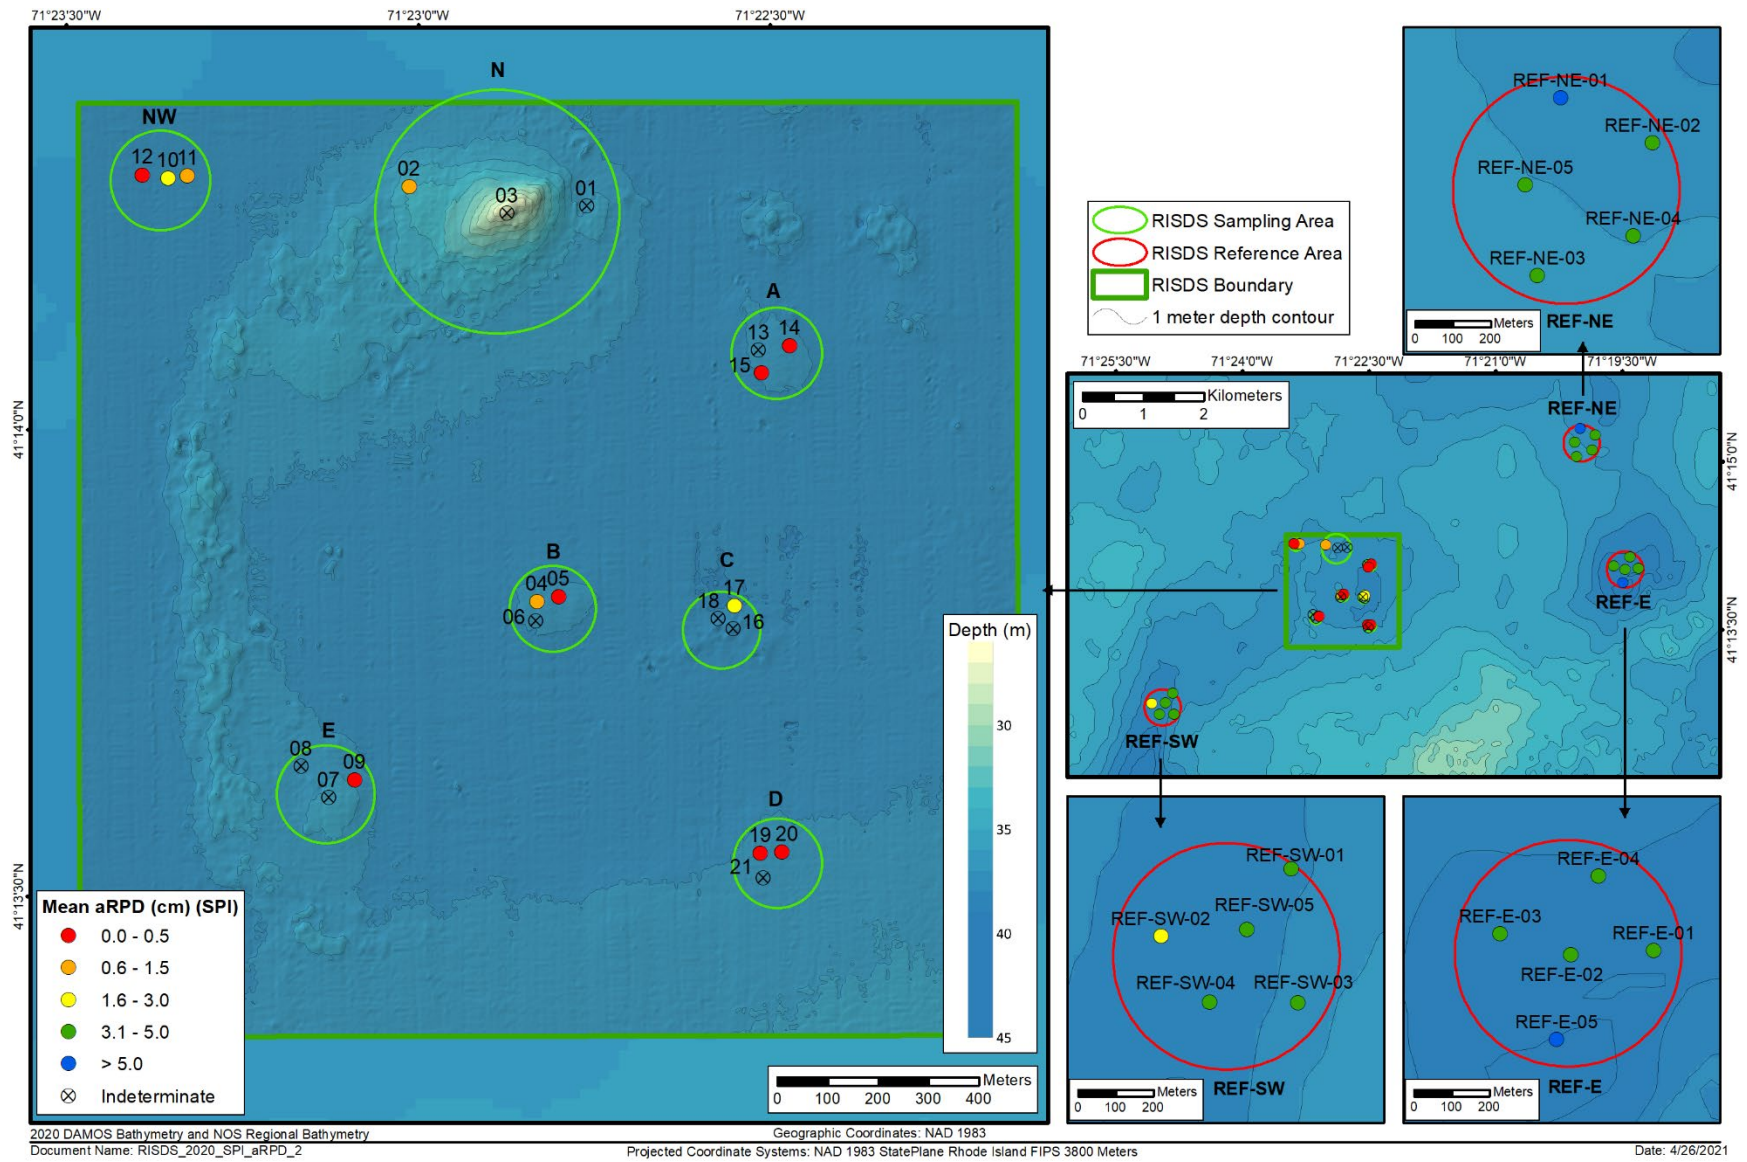 71°23'30"W
71°23'0"W
71°22'30"W
41°14'0"N
41°13'30"N
N
NW
12
10
11
02
03
01
A
13
14
15
B
04
05
06
C
17
18
16
E
08
09
07
D
19
20
21
Mean aRPD (cm) (SPI)
0.0 - 0.5
0.6 - 1.5
1.6 - 3.0
3.1 - 5.0
> 5.0
Indeterminate
Depth (m)
30
35
40
45
Meters
0 100 200 300 400
RISDS Sampling Area
RISDS Reference Area
RISDS Boundary
1 meter depth contour
REF-NE-01
REF-NE-02
REF-NE-05
REF-NE-04
REF-NE-03
Meters
0 100 200
REF-NE
71°25'30"W
71°24'0"W
71°22'30"W
71°21'0"W
71°19'30"W
Kilometers
0 1 2
REF-NE
41°15'0"N
REF-E
41°13'30"N
REF-SW
REF-SW-01
REF-SW-05
REF-SW-02
REF-SW-04
REF-SW-03
Meters
0 100 200
REF-SW
REF-E-04
REF-E-03
REF-E-01
REF-E-02
REF-E-05
Meters
0 100 200
REF-E
2020 DAMOS Bathymetry and NOS Regional Bathymetry
Geographic Coordinates: NAD 1983
Document Name: RISDS_2020_SPI_aRPD_2
Projected Coordinate Systems: NAD 1983 StatePlane Rhode Island FIPS 3800 Meters
Date: 4/26/2021